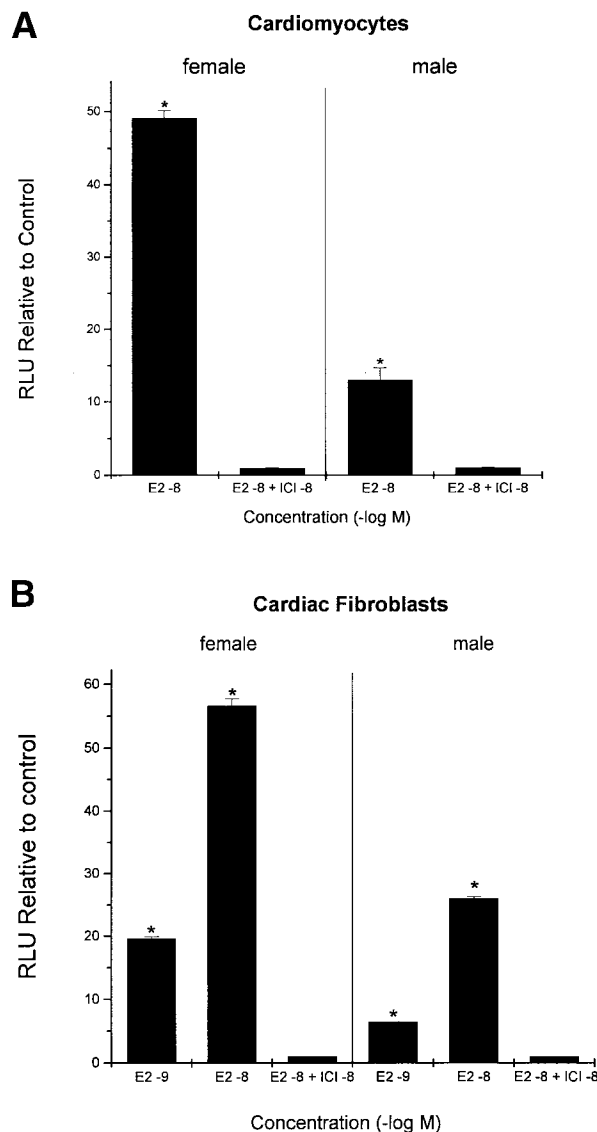 A
Cardiomyocytes
female
male
RLU Relative to Control
50
40
30
20
10
0
*
*
E2 -8
E2 -8 + ICI -8
E2 -8
E2 -8 + ICI -8
Concentration (-log M)
B
Cardiac Fibroblasts
female
male
RLU Relative to control
60
50
40
30
20
10
0
*
*
*
*
E2 -9
E2 -8
E2 -8 + ICI -8
E2 -9
E2 -8
E2 -8 + ICI -8
Concentration (-log M)